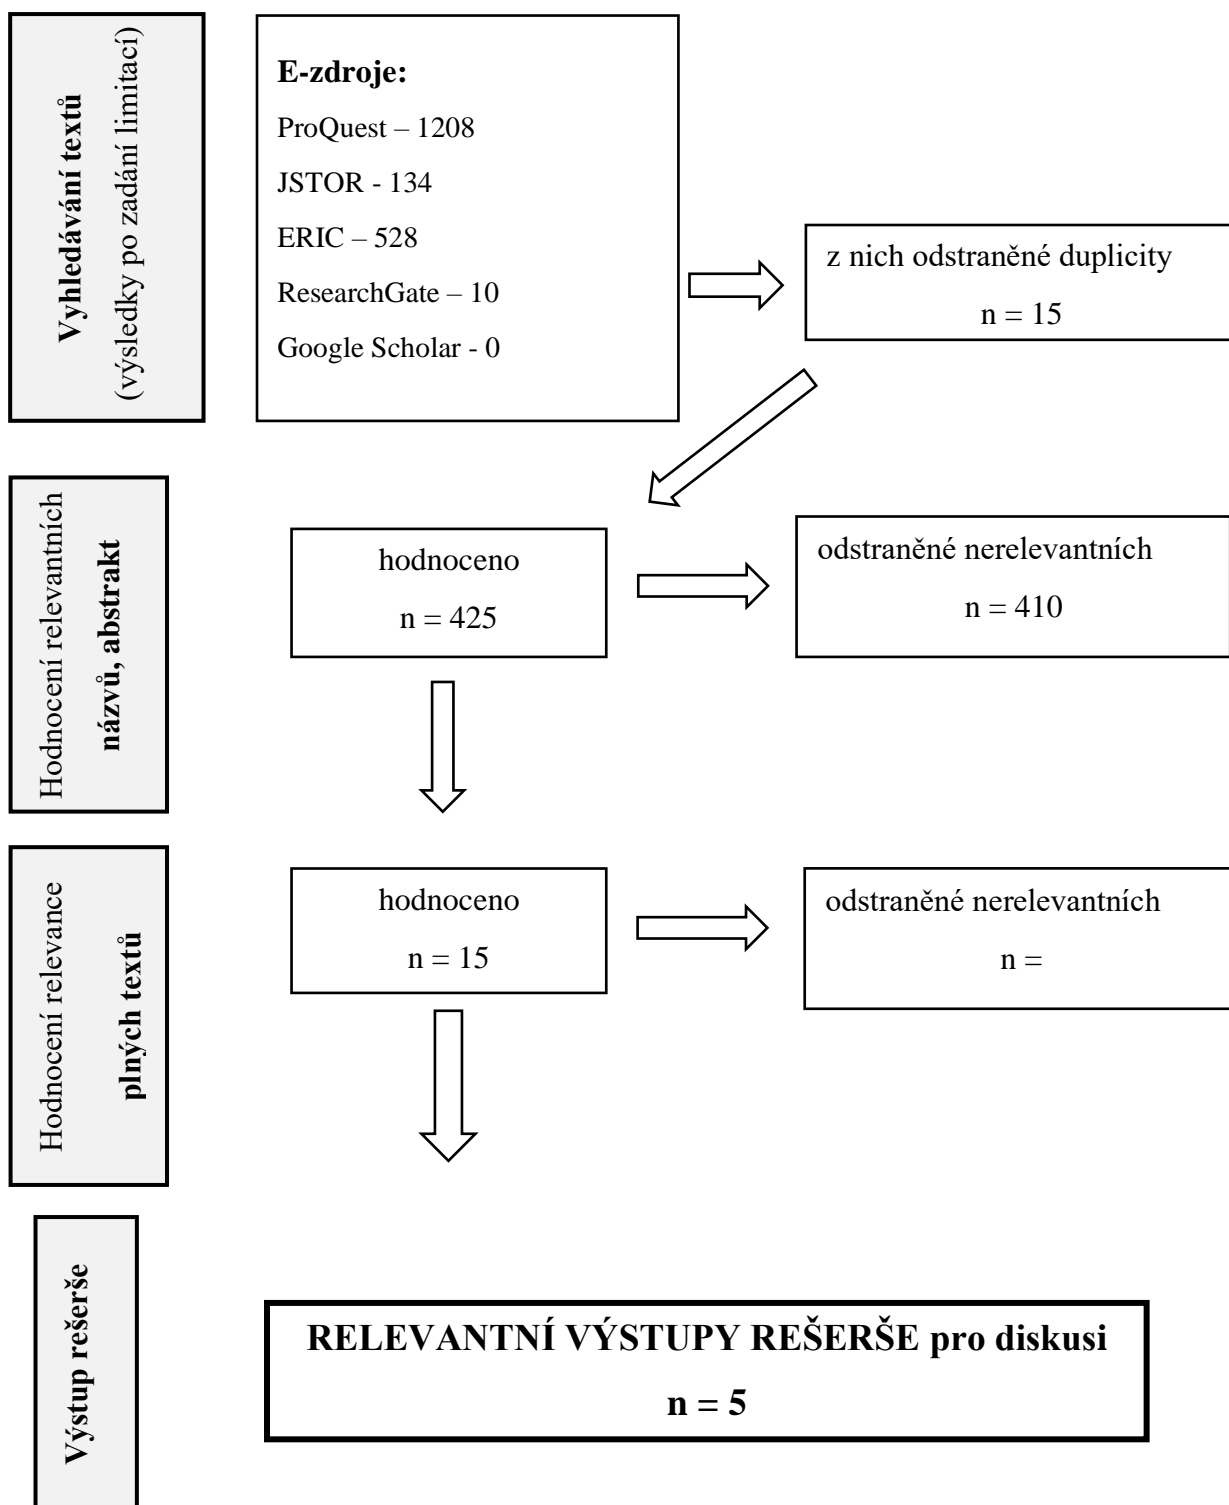 Vyhledávání textů
(výsledky po zadání limitací)
E-zdroje:
ProQuest – 1208
JSTOR - 134
ERIC – 528
ResearchGate – 10
Google Scholar - 0
z nich odstraněné duplicity
n = 15
Hodnocení relevantních
názvů, abstrakt
hodnoceno
n = 425
odstraněné nerelevantních
n = 410
Hodnocení relevance
plných textů
hodnoceno
n = 15
odstraněné nerelevantních
n =
Výstup rešerše
RELEVANTNÍ VÝSTUPY REŠERŠE pro diskusi
n = 5